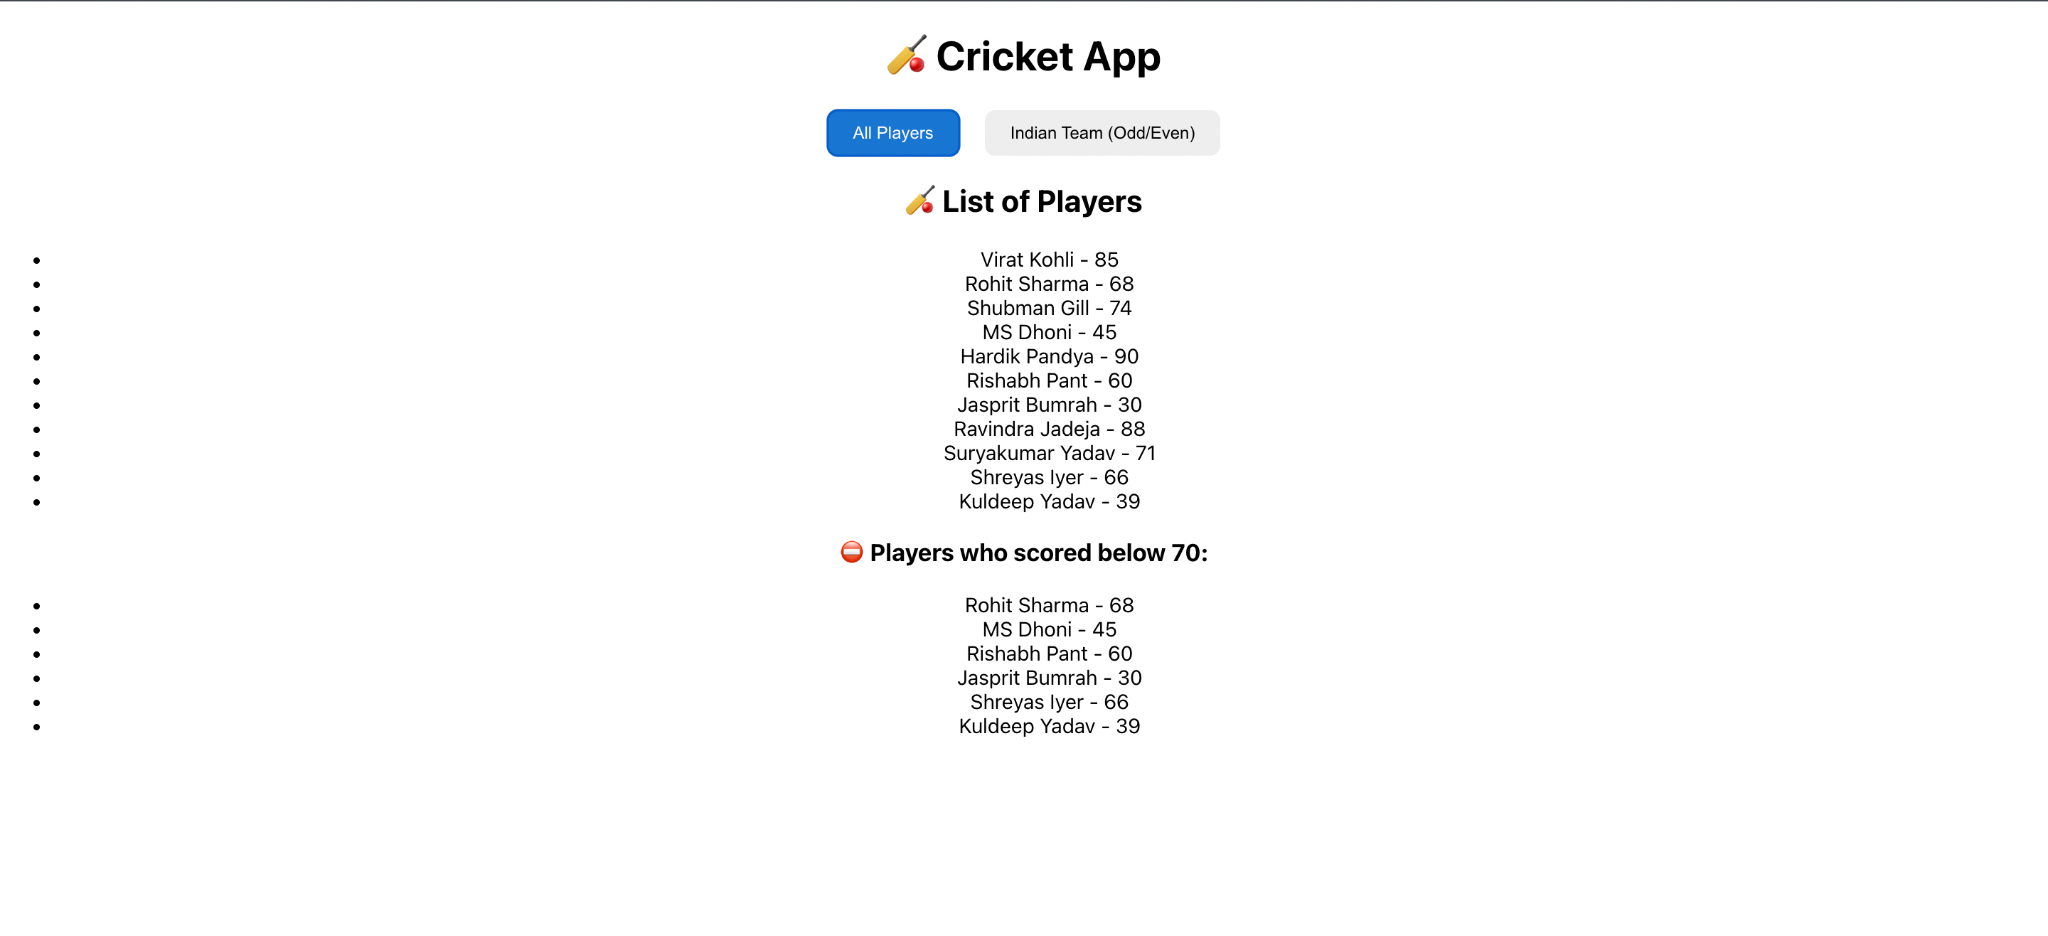 🏏 Cricket App
All Players
Indian Team (Odd/Even)
🏏 List of Players
• Virat Kohli - 85
• Rohit Sharma - 68
• Shubman Gill - 74
• MS Dhoni - 45
• Hardik Pandya - 90
• Rishabh Pant - 60
• Jasprit Bumrah - 30
• Ravindra Jadeja - 88
• Suryakumar Yadav - 71
• Shreyas Iyer - 66
• Kuldeep Yadav - 39
⛔ Players who scored below 70:
• Rohit Sharma - 68
• MS Dhoni - 45
• Rishabh Pant - 60
• Jasprit Bumrah - 30
• Shreyas Iyer - 66
• Kuldeep Yadav - 39